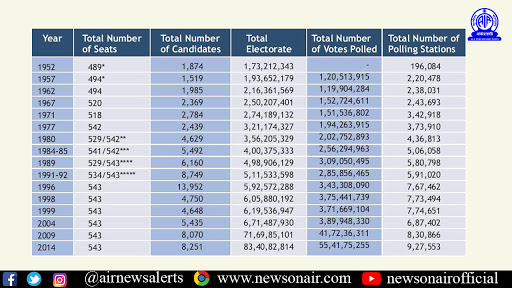 Year Total Number of Seats Total Number of Candidates Total Electorate Total Number of Votes Polled Total Number of Polling Stations
1952 489* 1,874 1,73,212,343 - 196,084
1957 494* 1,519 1,93,652,179 1,20,513,915 2,20,478
1962 494 1,985 2,16,361,569 1,19,904,284 2,38,031
1967 520 2,369 2,50,207,401 1,52,724,611 2,43,693
1971 518 2,784 2,74,189,132 1,51,536,802 3,42,918
1977 542 2,439 3,21,174,327 1,94,263,915 3,73,910
1980 529/542** 4,629 3,56,205,329 2,02,752,893 4,36,813
1984-85 541/542*** 5,492 4,00,375,333 2,56,294,963 5,06,058
1989 529/543**** 6,160 4,98,906,129 3,09,050,495 5,80,798
1991-92 534/543***** 8,749 5,11,533,598 2,85,856,465 5,91,020
1996 543 13,952 5,92,572,288 3,43,308,090 7,67,462
1998 543 4,750 6,05,880,192 3,75,441,739 7,73,494
1999 543 4,648 6,19,536,947 3,71,669,104 7,74,651
2004 543 5,435 6,71,487,930 3,89,948,330 6,87,402
2009 543 8,070 71,69,85,101 41,72,36,311 8,30,866
2014 543 8,251 83,40,82,814 55,41,75,255 9,27,553
@airnewsalerts www.newsonair.com newsonairofficial